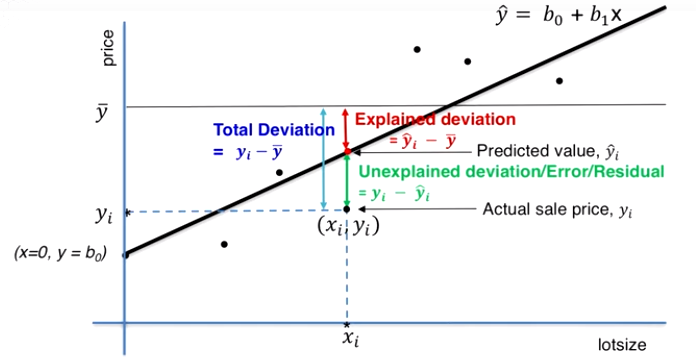 ŷ = b₀ + b₁x
price
ȳ
Total Deviation
= yᵢ – ȳ
Explained deviation
= ŷᵢ – ȳ
Predicted value, ŷᵢ
Unexplained deviation/Error/Residual
= yᵢ – ŷᵢ
yᵢ
Actual sale price, yᵢ
(xᵢ, yᵢ)
(x=0, y = b₀)
xᵢ
lotsize